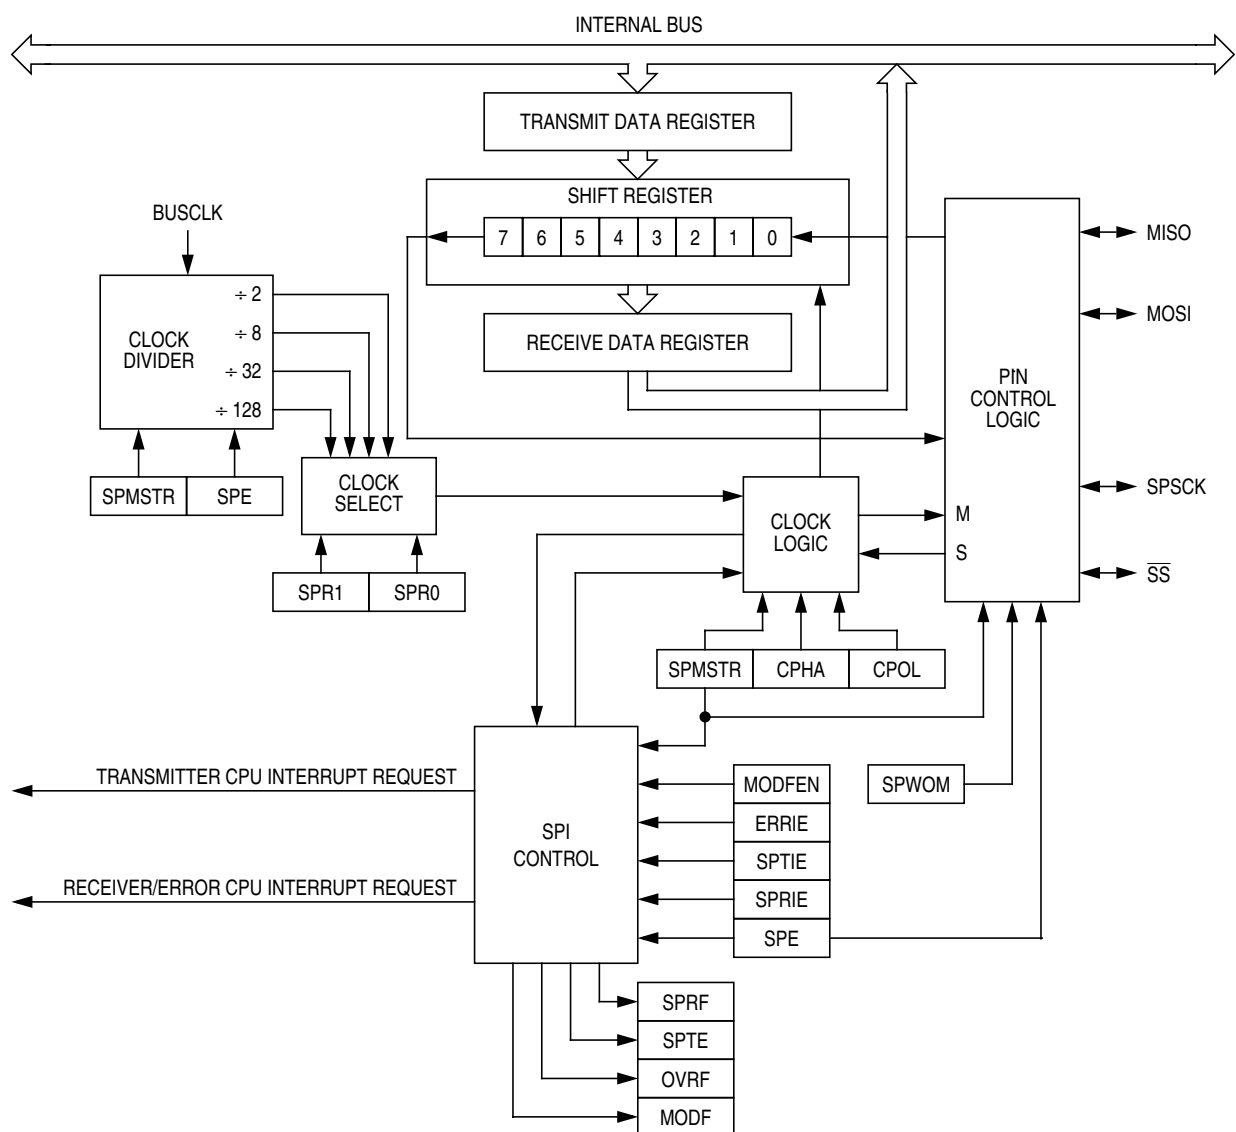 INTERNAL BUS
TRANSMIT DATA REGISTER
SHIFT REGISTER
7 6 5 4 3 2 1 0
BUSCLK
MISO
MOSI
÷ 2
÷ 8
÷ 32
÷ 128
CLOCK
DIVIDER
RECEIVE DATA REGISTER
PIN
CONTROL
LOGIC
SPMSTR SPE
CLOCK
SELECT
SPSCK
CLOCK
LOGIC
M
S
SS
SPR1 SPR0
SPMSTR CPHA CPOL
TRANSMITTER CPU INTERRUPT REQUEST
MODFEN
SPWOM
ERRIE
SPI
CONTROL
SPTIE
RECEIVER/ERROR CPU INTERRUPT REQUEST
SPRIE
SPE
SPRF
SPTE
OVRF
MODF